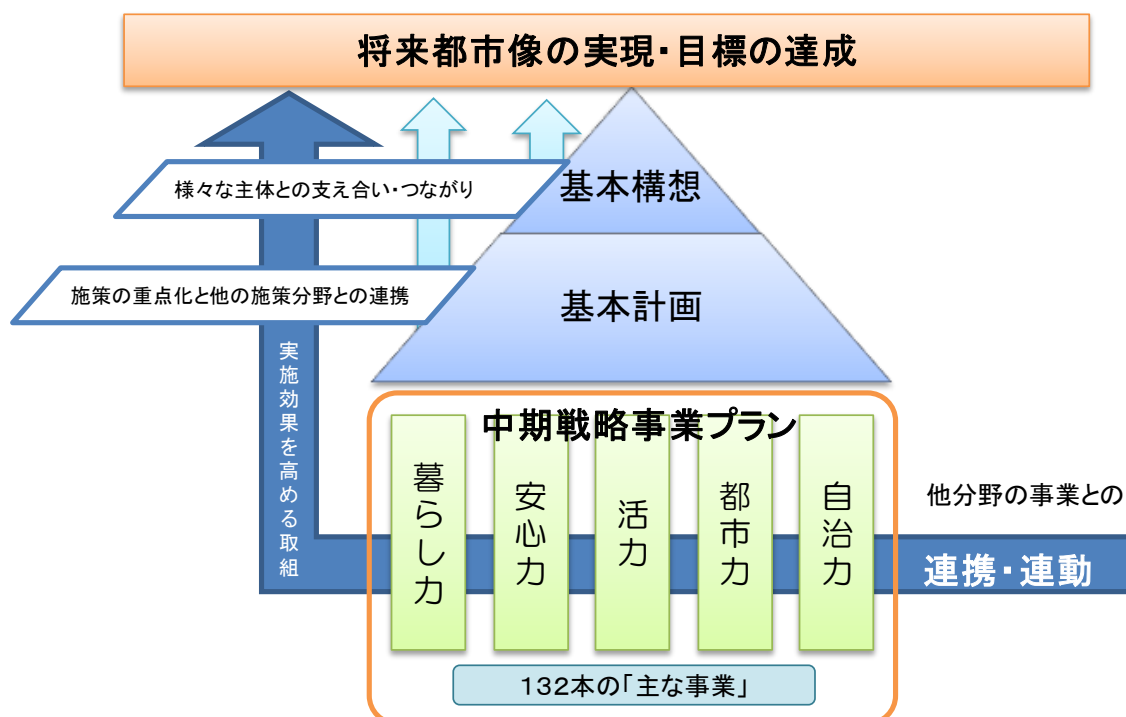 将来都市像の実現・目標の達成
基本構想
様々な主体との支え合い・つながり
施策の重点化と他の施策分野との連携
基本計画
実施効果を高める取組
中期戦略事業プラン
暮らし力
安心力
活力
都市力
自治力
他分野の事業との
連携・連動
132本の「主な事業」